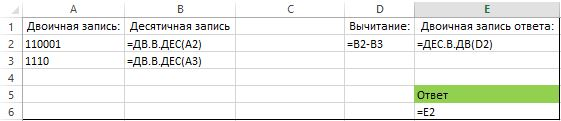 A B C D E
1 Двоичная запись: Десятичная запись Вычитание: Двоичная запись ответа:
2 110001 =ДВ.В.ДЕС(A2) =B2-B3 =ДЕС.В.ДВ(D2)
3 1110 =ДВ.В.ДЕС(A3)
4
5 Ответ
6 =E2